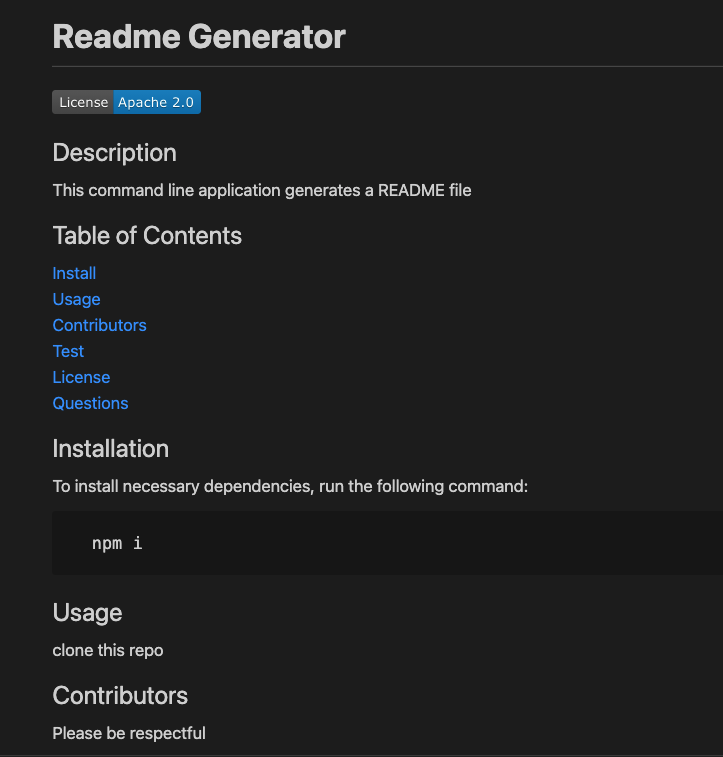 Readme Generator
License Apache 2.0
Description
This command line application generates a README file
Table of Contents
Install
Usage
Contributors
Test
License
Questions
Installation
To install necessary dependencies, run the following command:
npm i
Usage
clone this repo
Contributors
Please be respectful